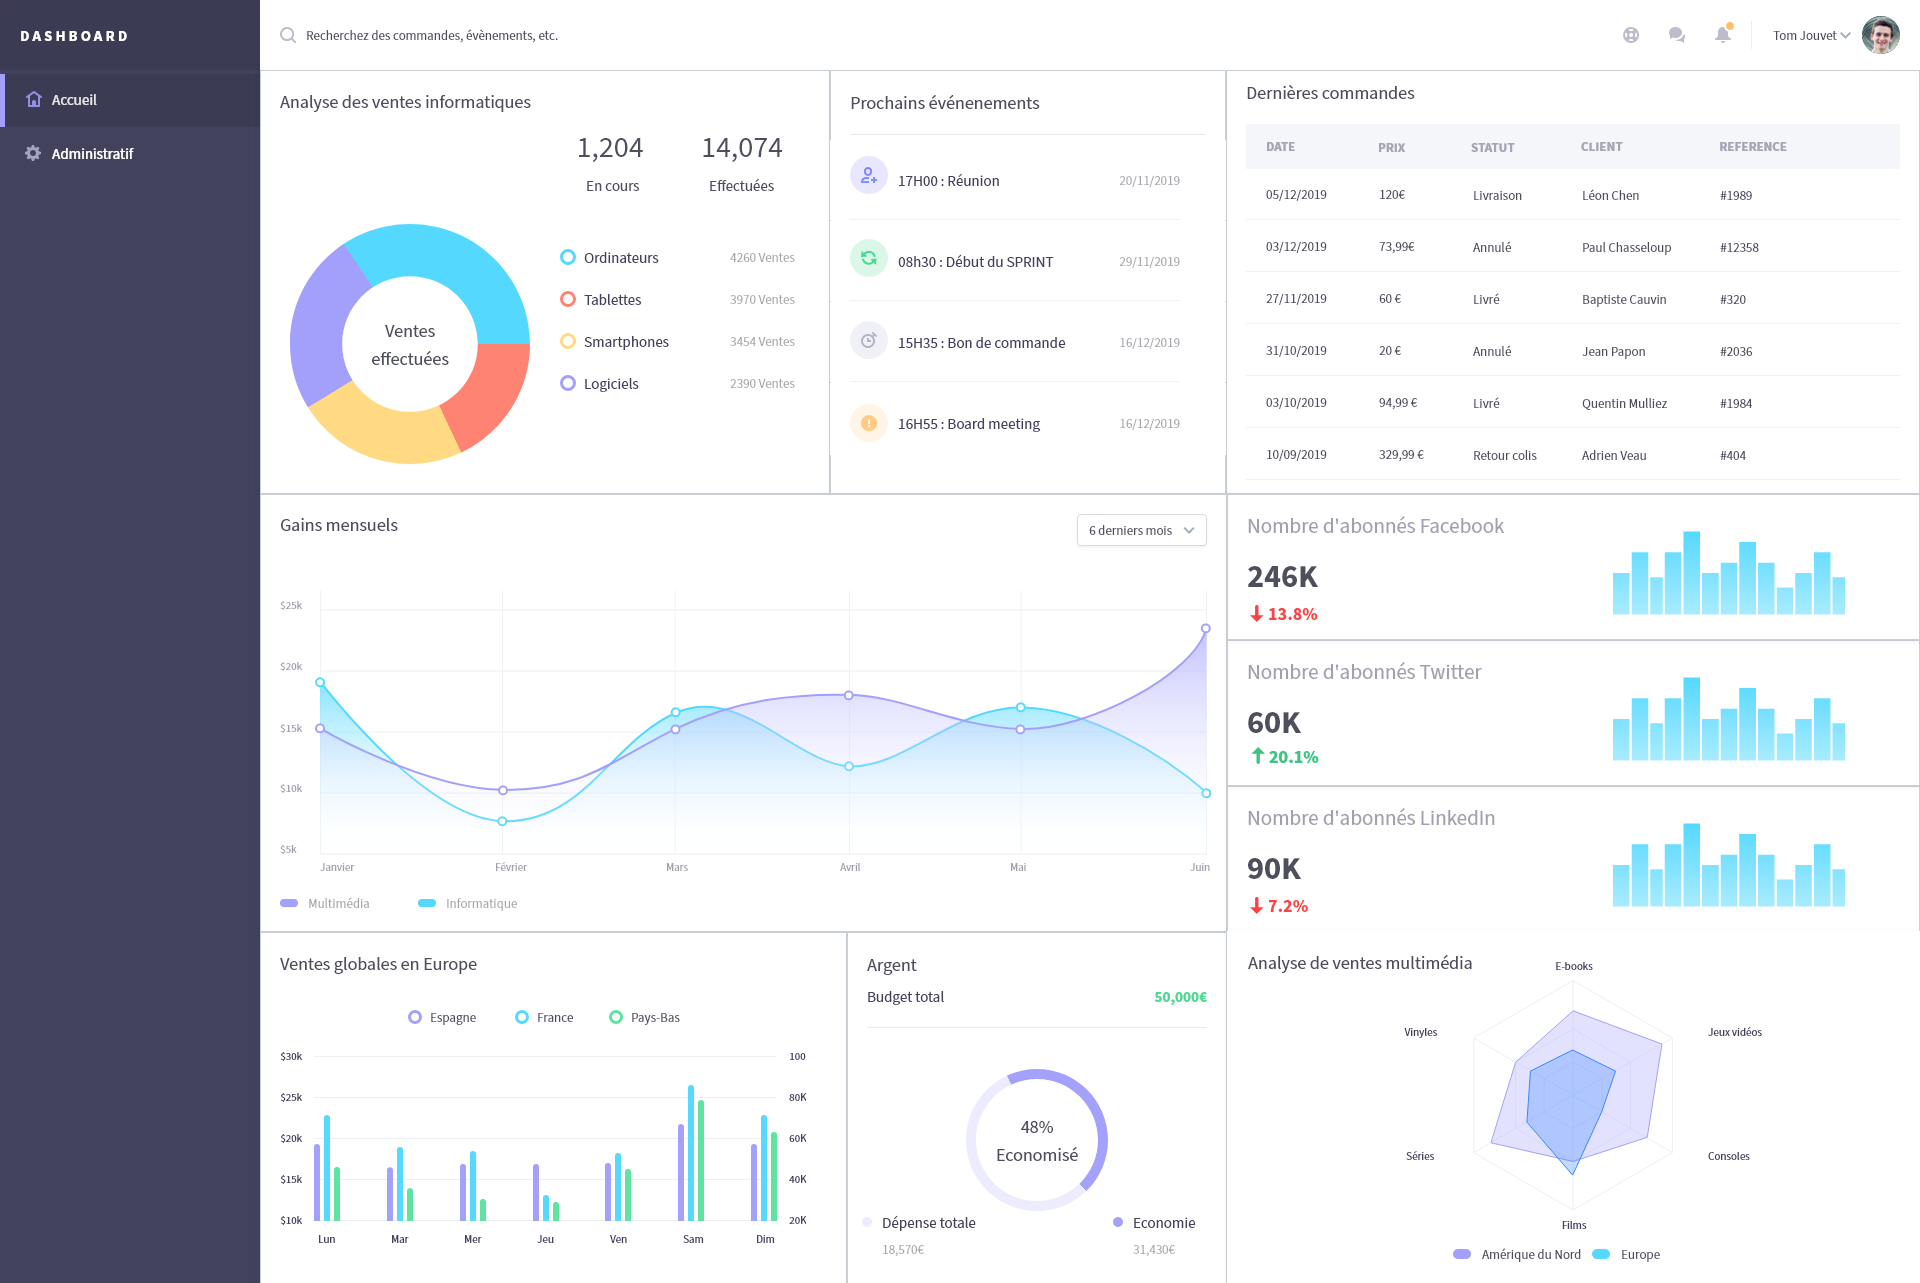 DASHBOARD
Accueil
Administratif
Recherchez des commandes, évènements, etc.
Tom Jouvet
Analyse des ventes informatiques
1,204
14,074
En cours
Effectuées
Ventes
effectuées
Ordinateurs 4260 Ventes
Tablettes 3970 Ventes
Smartphones 3454 Ventes
Logiciels 2390 Ventes
Prochains événenements
17H00 : Réunion 20/11/2019
08h30 : Début du SPRINT 29/11/2019
15H35 : Bon de commande 16/12/2019
16H55 : Board meeting 16/12/2019
Dernières commandes
DATE PRIX STATUT CLIENT REFERENCE
05/12/2019 120€ Livraison Léon Chen #1989
03/12/2019 73,99€ Annulé Paul Chasseloup #12358
27/11/2019 60 € Livré Baptiste Cauvin #320
31/10/2019 20 € Annulé Jean Papon #2036
03/10/2019 94,99 € Livré Quentin Mulliez #1984
10/09/2019 329,99 € Retour colis Adrien Veau #404
Gains mensuels
6 derniers mois
$25k
$20k
$15k
$10k
$5k
Janvier Février Mars Avril Mai Juin
Multimédia Informatique
Nombre d'abonnés Facebook
246K
13.8%
Nombre d'abonnés Twitter
60K
20.1%
Nombre d'abonnés LinkedIn
90K
7.2%
Ventes globales en Europe
Espagne France Pays-Bas
$30k 100
$25k 80K
$20k 60K
$15k 40K
$10k 20K
Lun Mar Mer Jeu Ven Sam Dim
Argent
Budget total 50,000€
48%
Economisé
Dépense totale Economie
18,570€ 31,430€
Analyse de ventes multimédia
E-books
Vinyles Jeux vidéos
Séries Consoles
Films
Amérique du Nord Europe